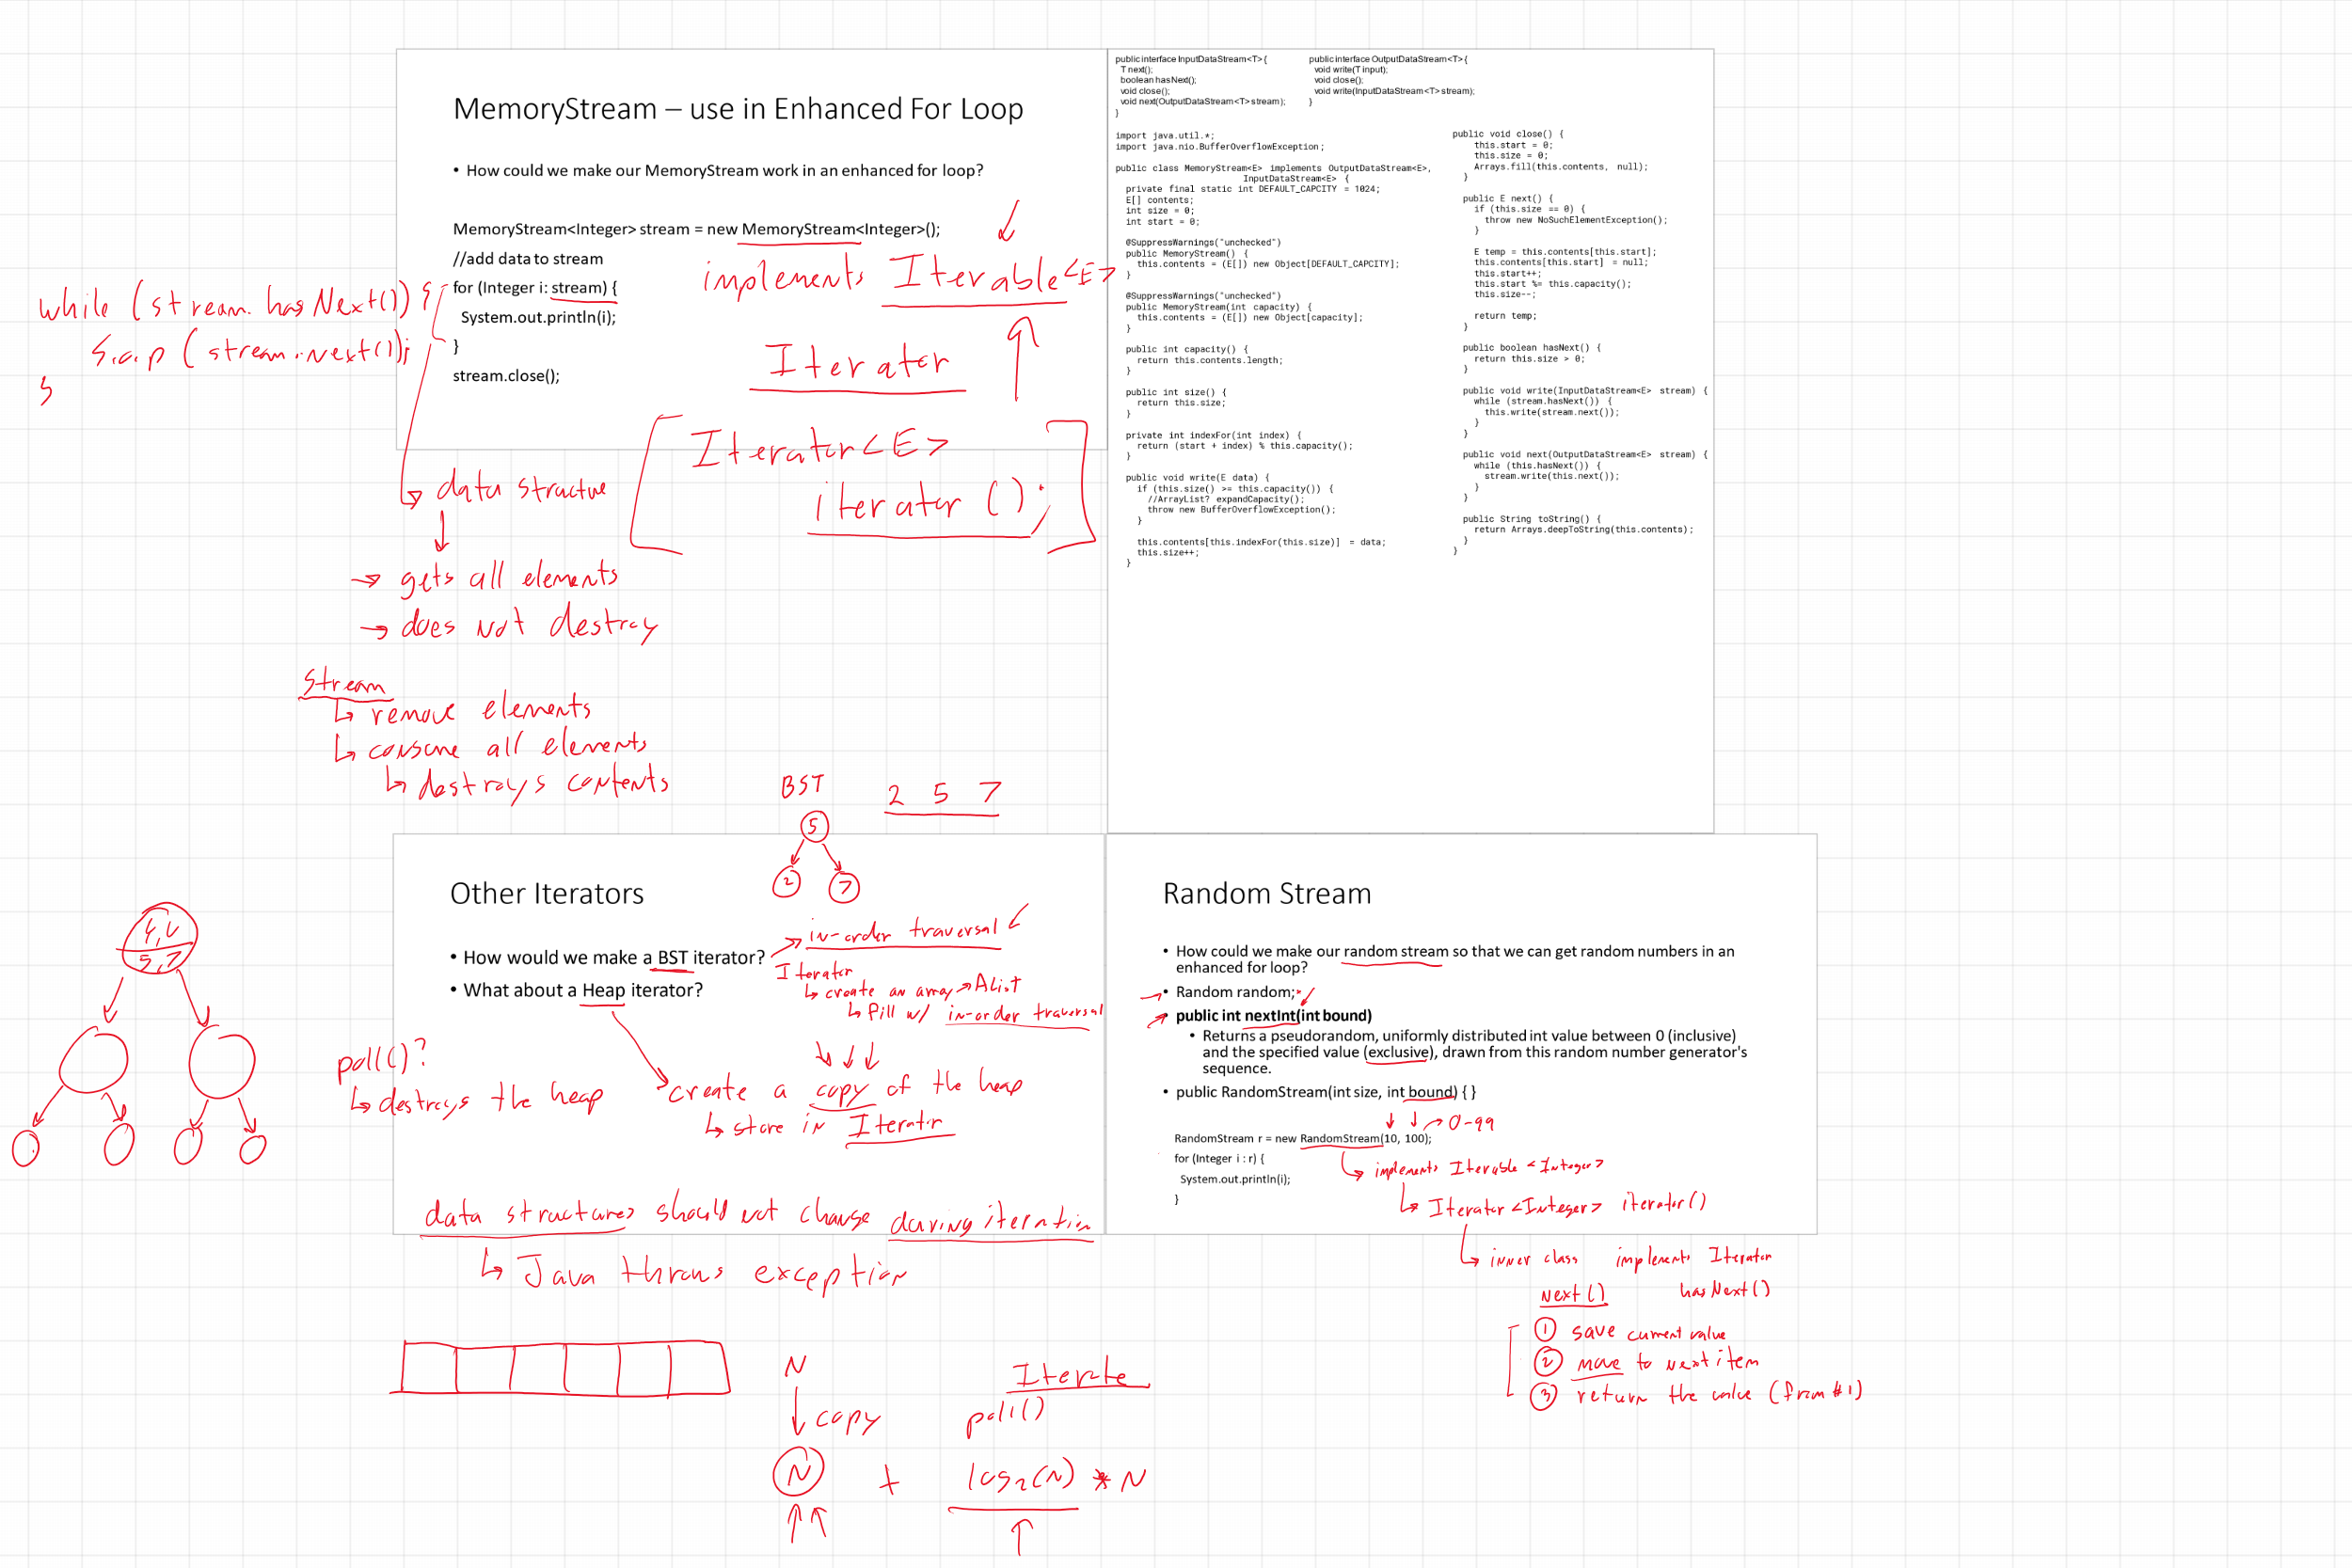 MemoryStream – use in Enhanced For Loop
• How could we make our MemoryStream work in an enhanced for loop?
MemoryStream<Integer> stream = new MemoryStream<Integer>();
//add data to stream
for (Integer i: stream) {
System.out.println(i);
}
stream.close();
implements Iterable<E>
Iterator
Iterator<E>
iterator();
while (stream.hasNext()) {
S.o.p (stream.next());
}
data structure
→ gets all elements
→ does not destroy
Stream
↳ remove elements
↳ consume all elements
↳ destroys contents
public interface InputDataStream<T> {
T next();
boolean hasNext();
void close();
void next(OutputDataStream<T> stream);
}
public interface OutputDataStream<T> {
void write(T input);
void close();
void write(InputDataStream<T> stream);
}
import java.util.*;
import java.nio.BufferOverflowException;
public class MemoryStream<E> implements OutputDataStream<E>,
InputDataStream<E> {
private final static int DEFAULT_CAPCITY = 1024;
E[] contents;
int size = 0;
int start = 0;
@SuppressWarnings("unchecked")
public MemoryStream() {
this.contents = (E[]) new Object[DEFAULT_CAPCITY];
}
@SuppressWarnings("unchecked")
public MemoryStream(int capacity) {
this.contents = (E[]) new Object[capacity];
}
public int capacity() {
return this.contents.length;
}
public int size() {
return this.size;
}
private int indexFor(int index) {
return (start + index) % this.capacity();
}
public void write(E data) {
if (this.size() >= this.capacity()) {
//ArrayList? expandCapacity();
throw new BufferOverflowException();
}
this.contents[this.indexFor(this.size)] = data;
this.size++;
}
public void close() {
this.start = 0;
this.size = 0;
Arrays.fill(this.contents, null);
}
public E next() {
if (this.size == 0) {
throw new NoSuchElementException();
}
E temp = this.contents[this.start];
this.contents[this.start] = null;
this.start++;
this.start %= this.capacity();
this.size--;
return temp;
}
public boolean hasNext() {
return this.size > 0;
}
public void write(InputDataStream<E> stream) {
while (stream.hasNext()) {
this.write(stream.next());
}
}
public void next(OutputDataStream<E> stream) {
while (this.hasNext()) {
stream.write(this.next());
}
}
public String toString() {
return Arrays.deepToString(this.contents);
}
}
BST
2 5 7
5
2 7
Other Iterators
• How would we make a BST iterator?
• What about a Heap iterator?
in-order traversal
Iterator
↳ create an array → AList
↳ fill w/ in-order traversal
5,7
poll()?
↳ destroys the heap
create a copy of the heap
↳ store in Iterator
data structures should not change during iteration
↳ Java throws exception
N
copy
N + log2(N) * N
Iterate
poll()
Random Stream
• How could we make our random stream so that we can get random numbers in an
enhanced for loop?
• Random random;
• public int nextInt(int bound)
• Returns a pseudorandom, uniformly distributed int value between 0 (inclusive)
and the specified value (exclusive), drawn from this random number generator's
sequence.
• public RandomStream(int size, int bound) { }
0-99
RandomStream r = new RandomStream(10, 100);
for (Integer i : r) {
System.out.println(i);
}
↳ implements Iterable <Integer>
↳ Iterator <Integer> iterator()
↳ inner class implements Iterator
next() hasNext()
① save current value
② move to next item
③ return the value (from #1)